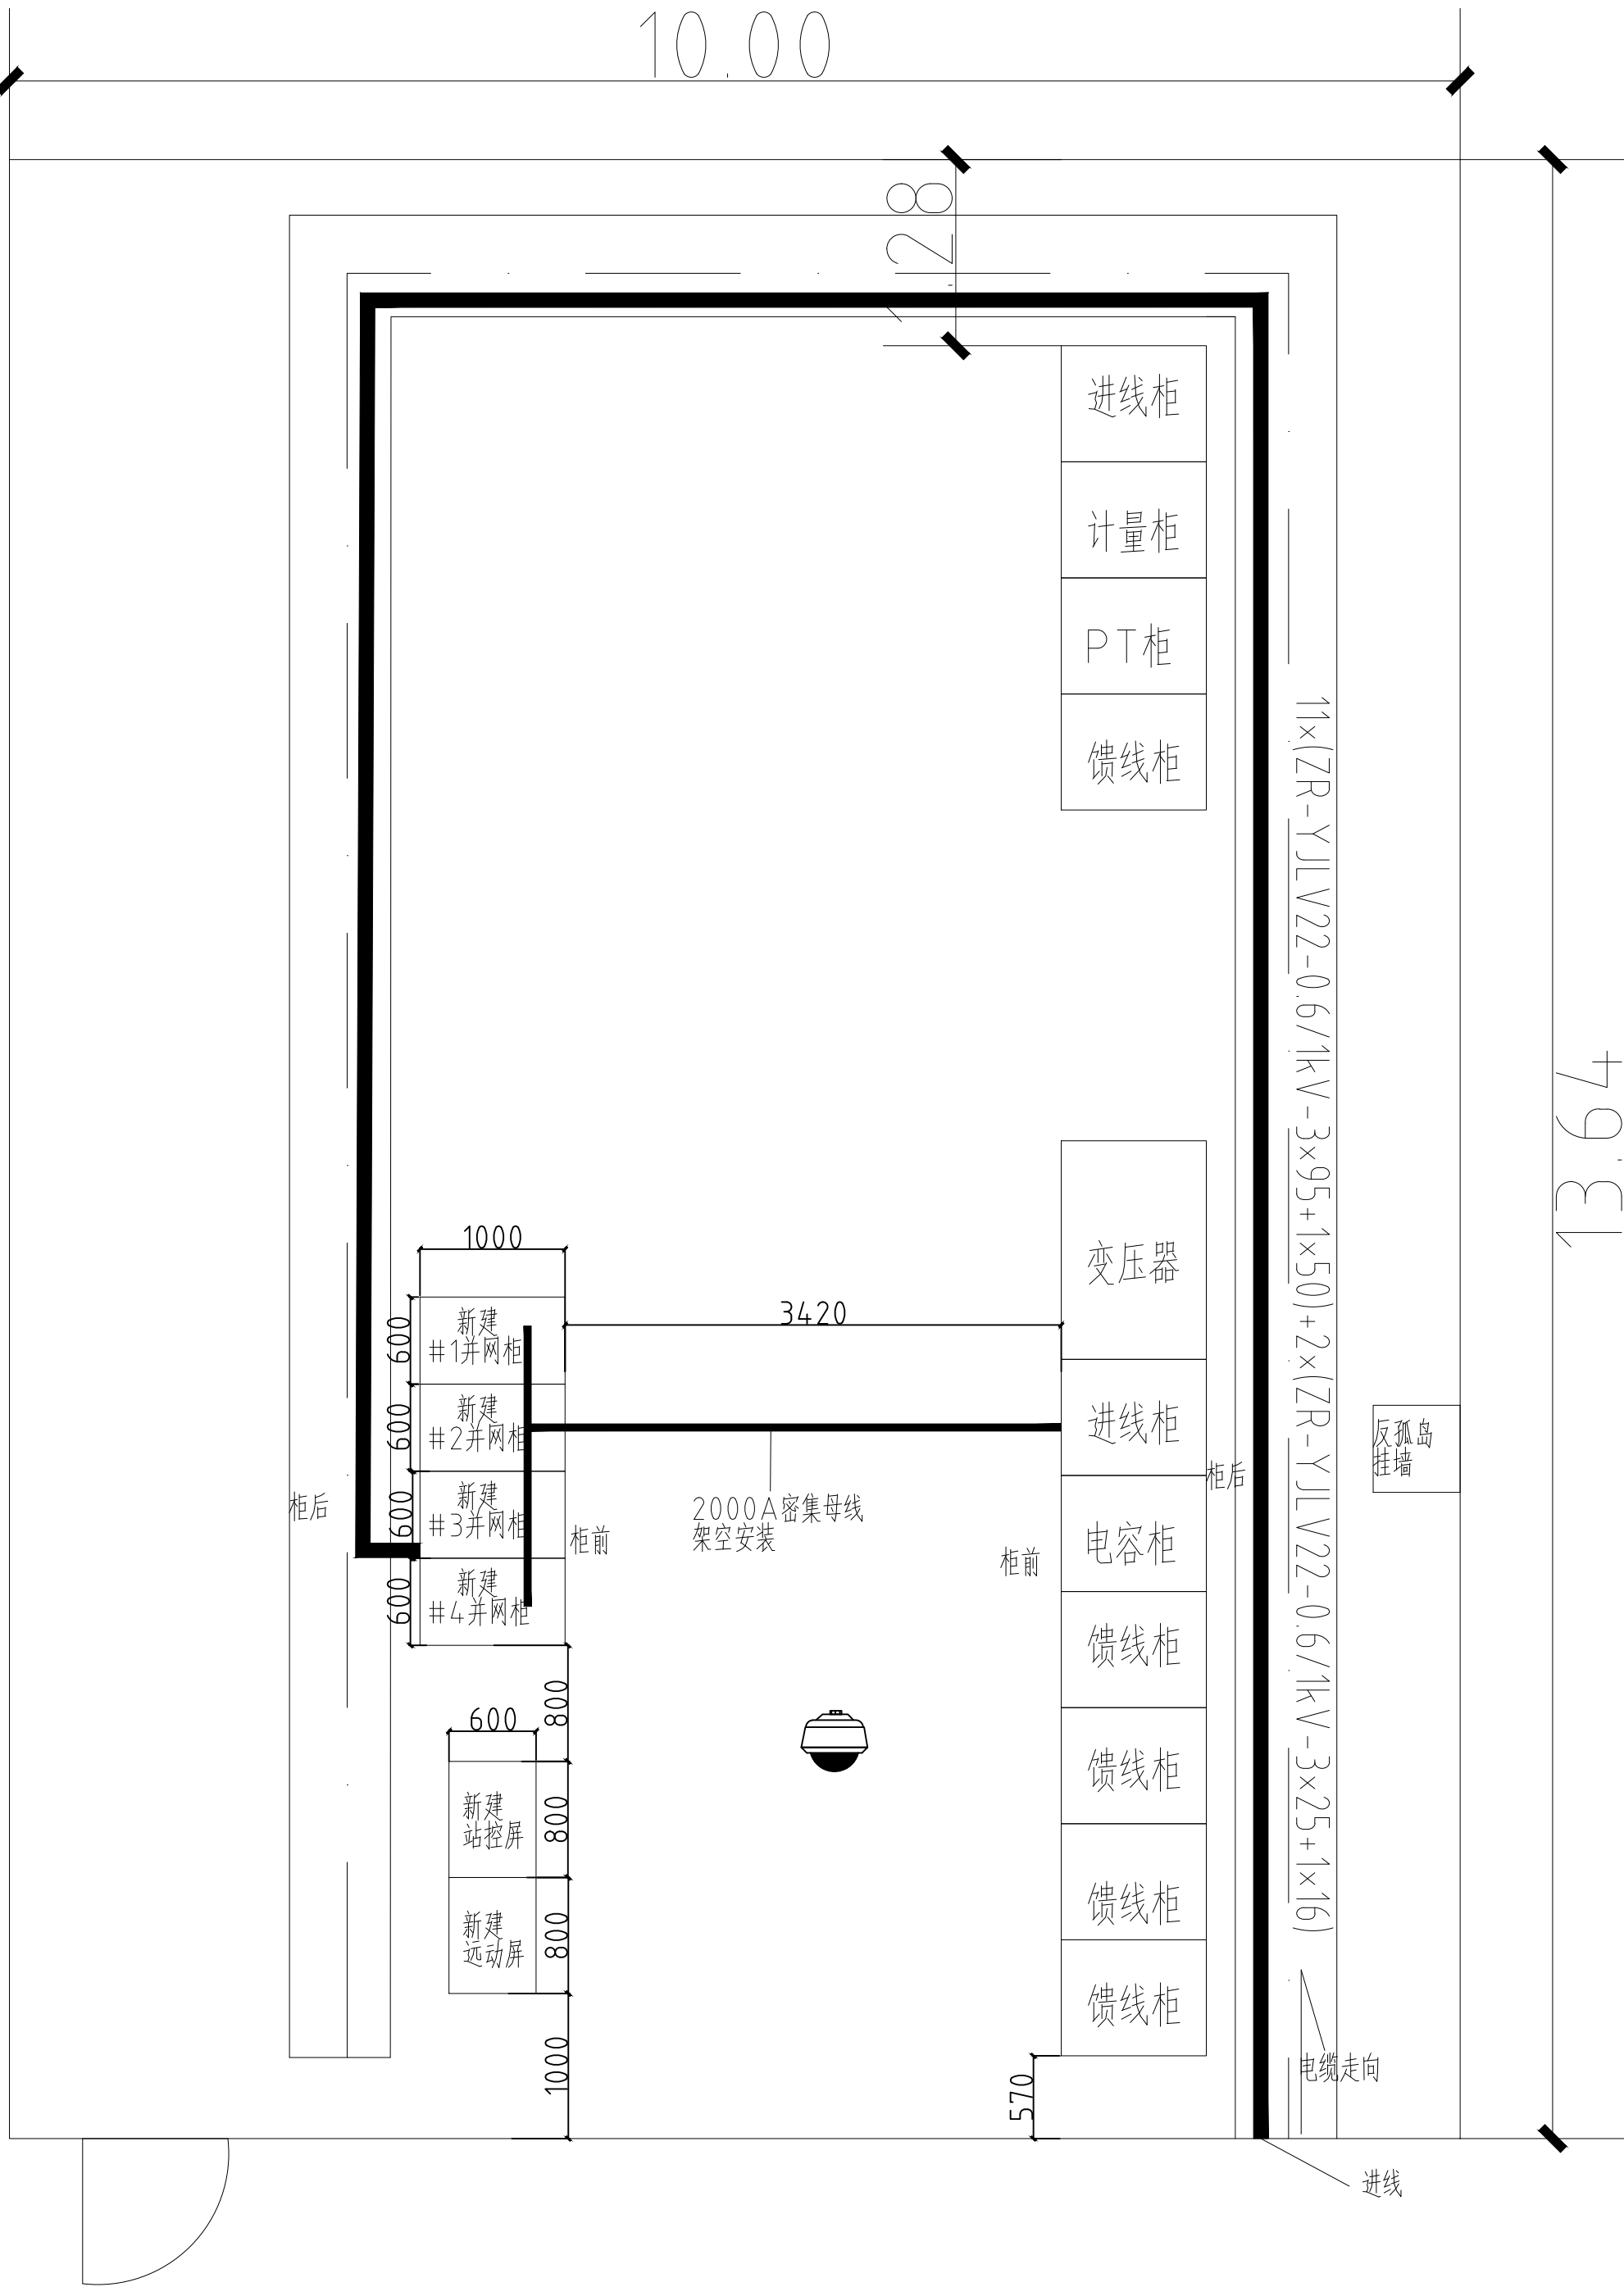 10.00
1.28
进线柜
计量柜
PT柜
馈线柜
11x(ZR-YJLV22-0.6/1kV-3×95+1x50)+2x(ZR-YJLV22-0.6/1kV-3×25+1x16)
13.64
变压器
1000
3420
600
新建
#1并网柜
600
新建
#2并网柜
进线柜
反孤岛
挂墙
柜后
600
新建
#3并网柜
柜前
2000A密集母线
架空安装
柜前
柜后
电容柜
600
新建
#4并网柜
馈线柜
800
600
馈线柜
新建
站控屏
800
馈线柜
新建
远动屏
800
馈线柜
1000
570
电缆走向
进线